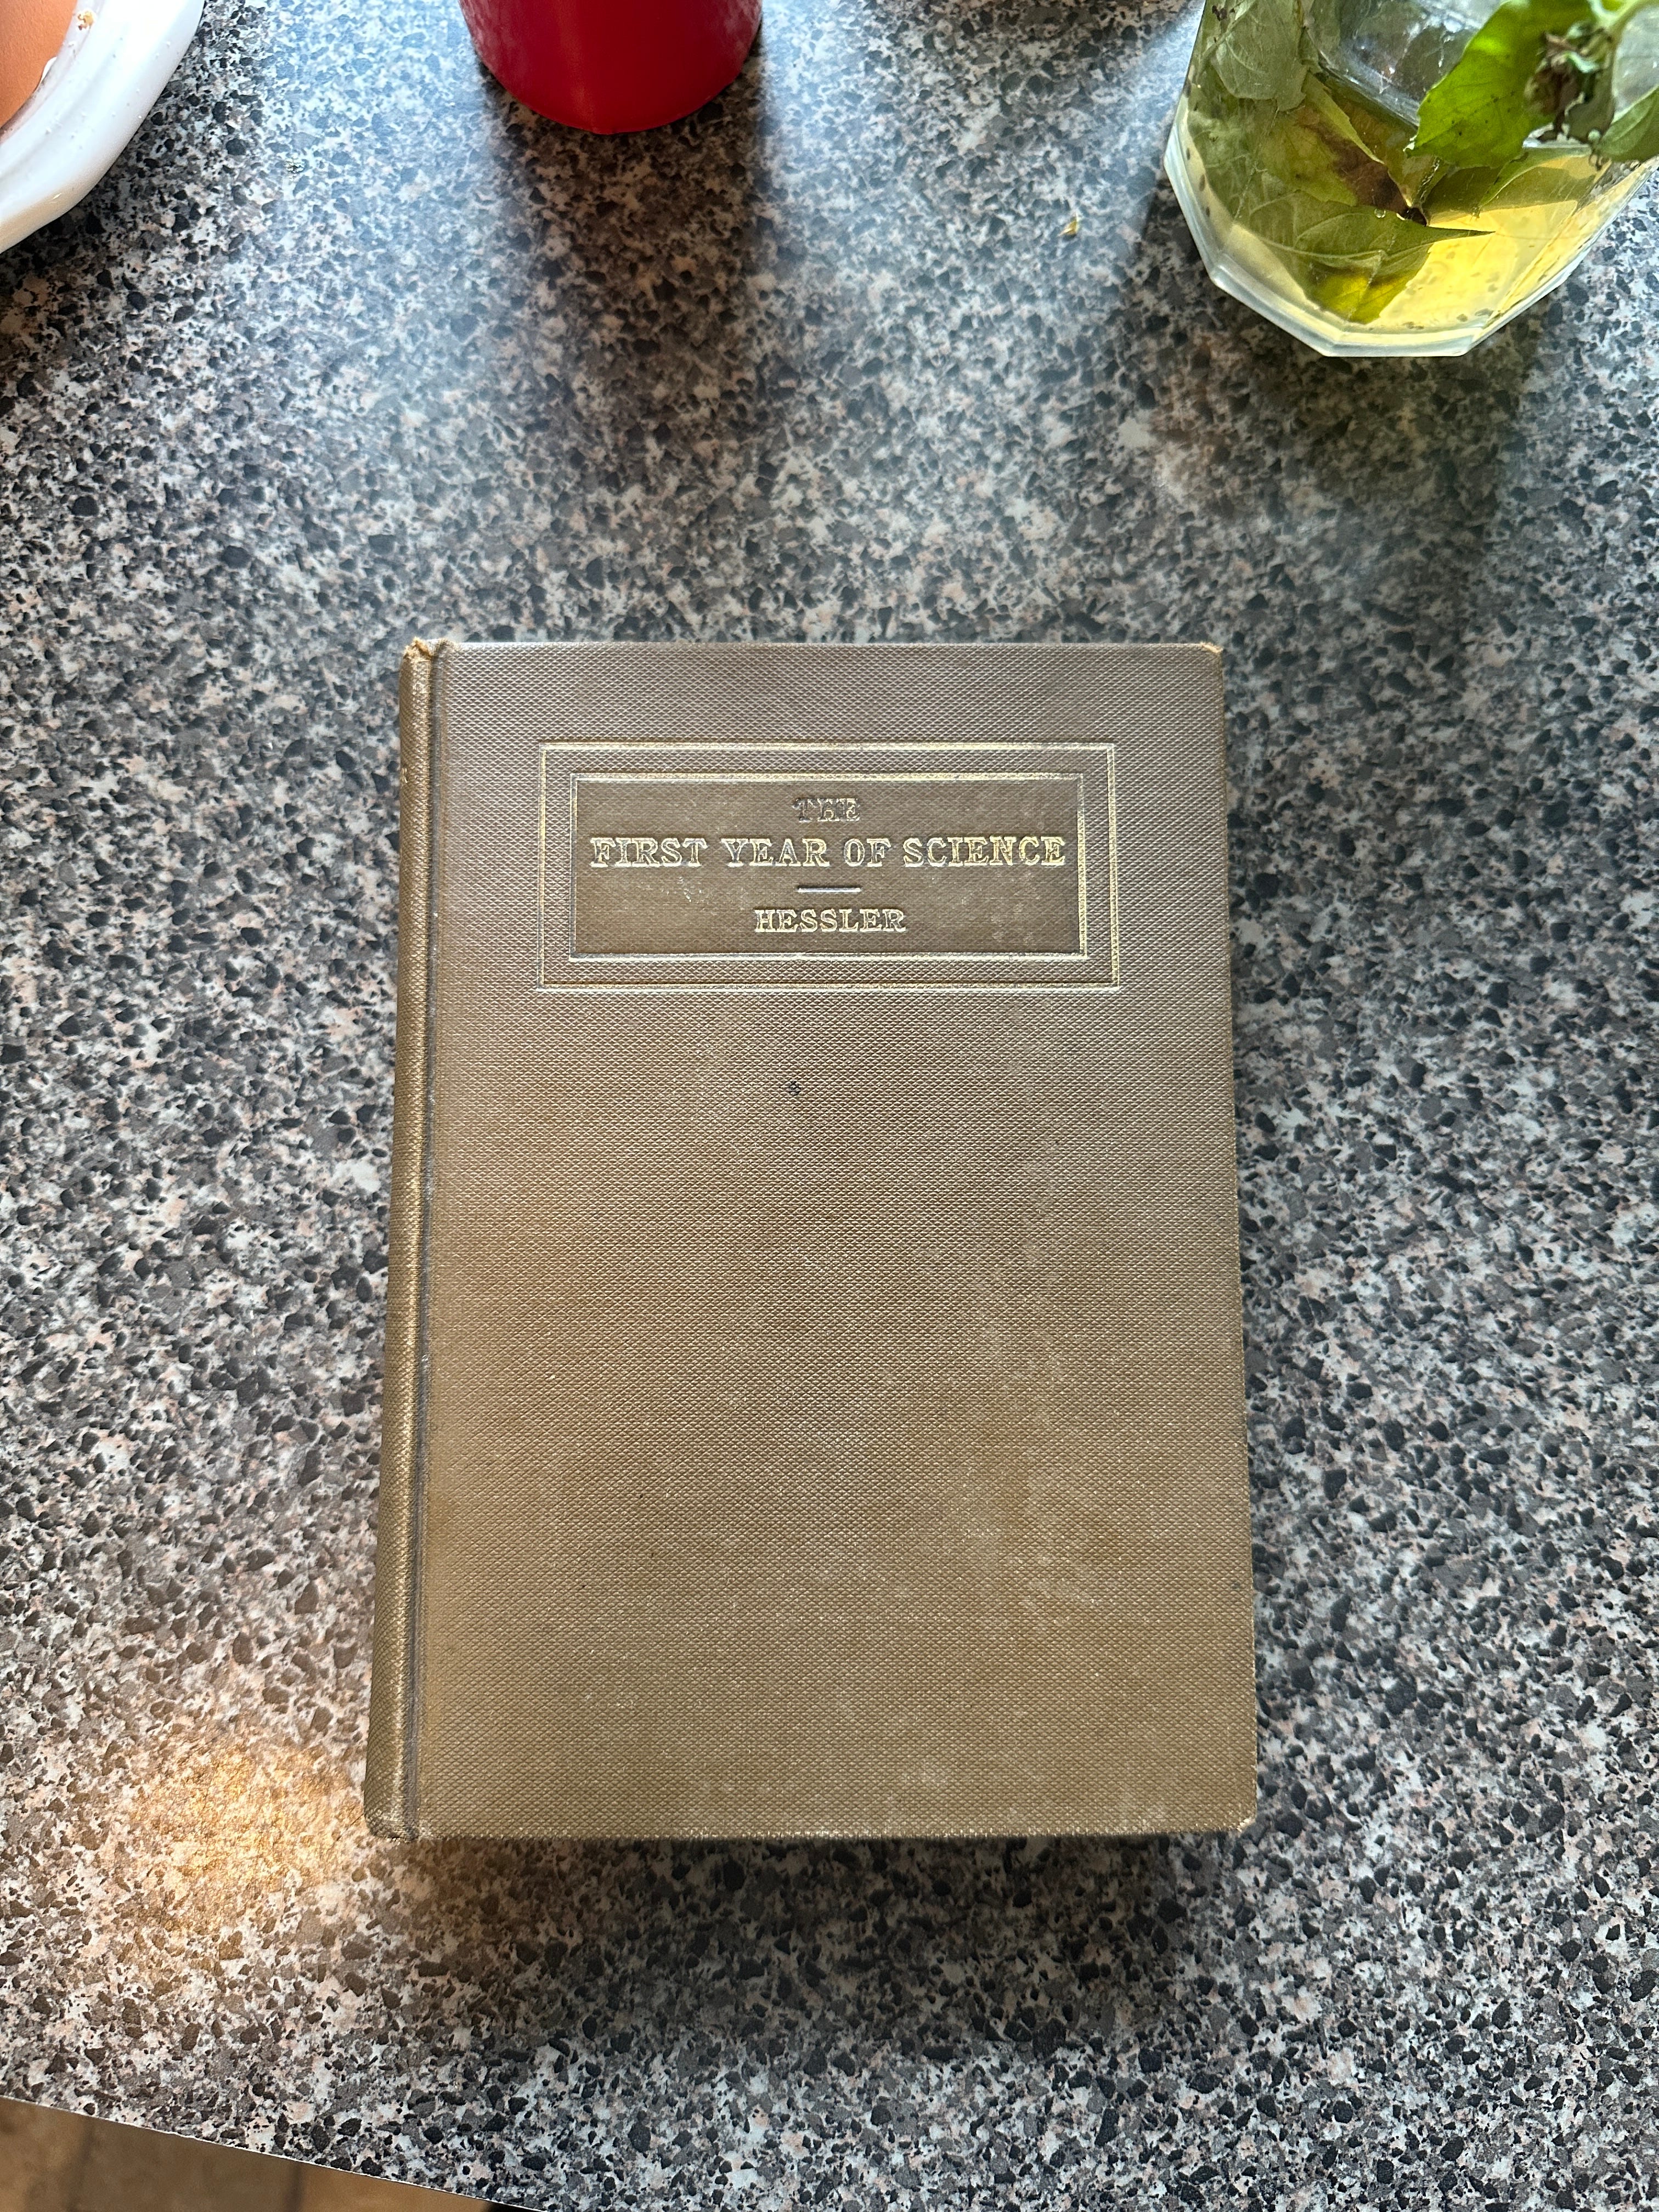 THE
FIRST YEAR OF SCIENCE
HESSLER